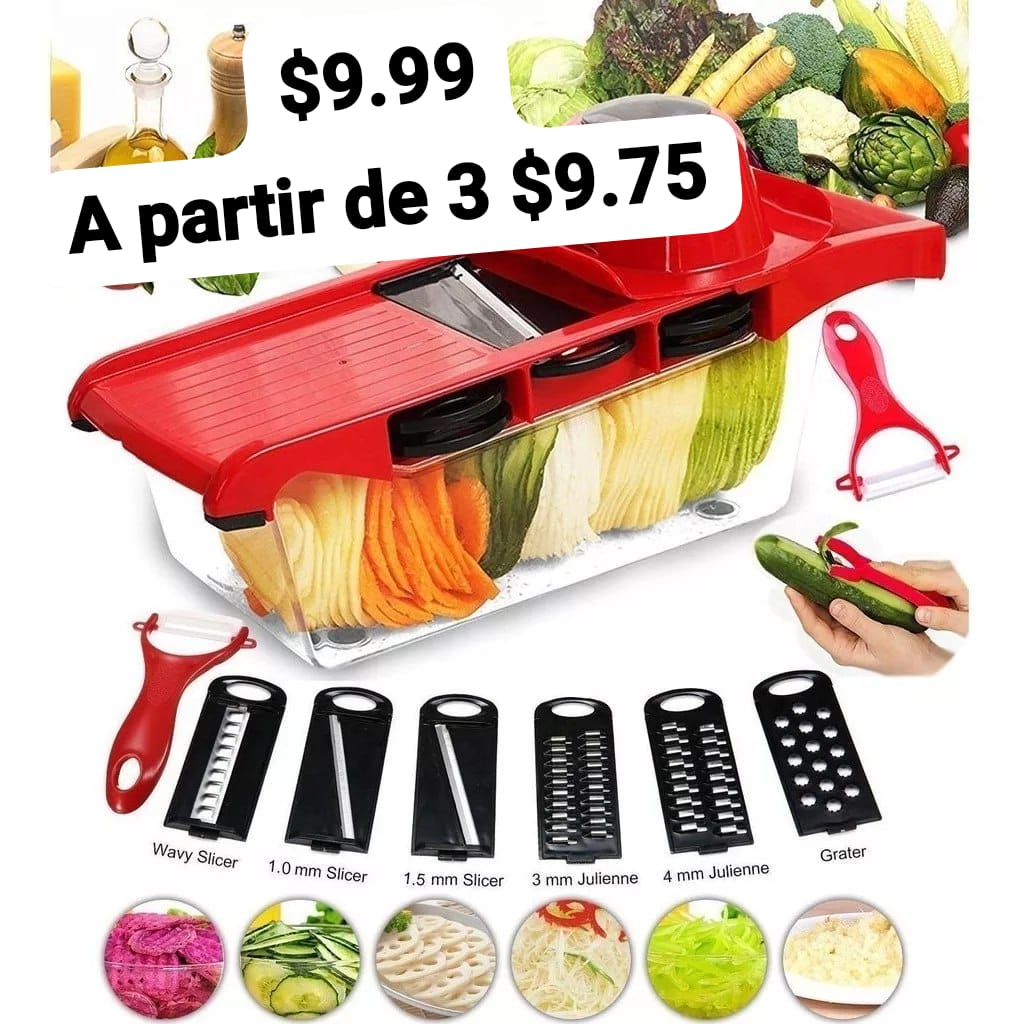 $9.99
A partir de 3 $9.75
Wavy Slicer
1.0 mm Slicer
1.5 mm Slicer
3 mm Julienne
4 mm Julienne
Grater